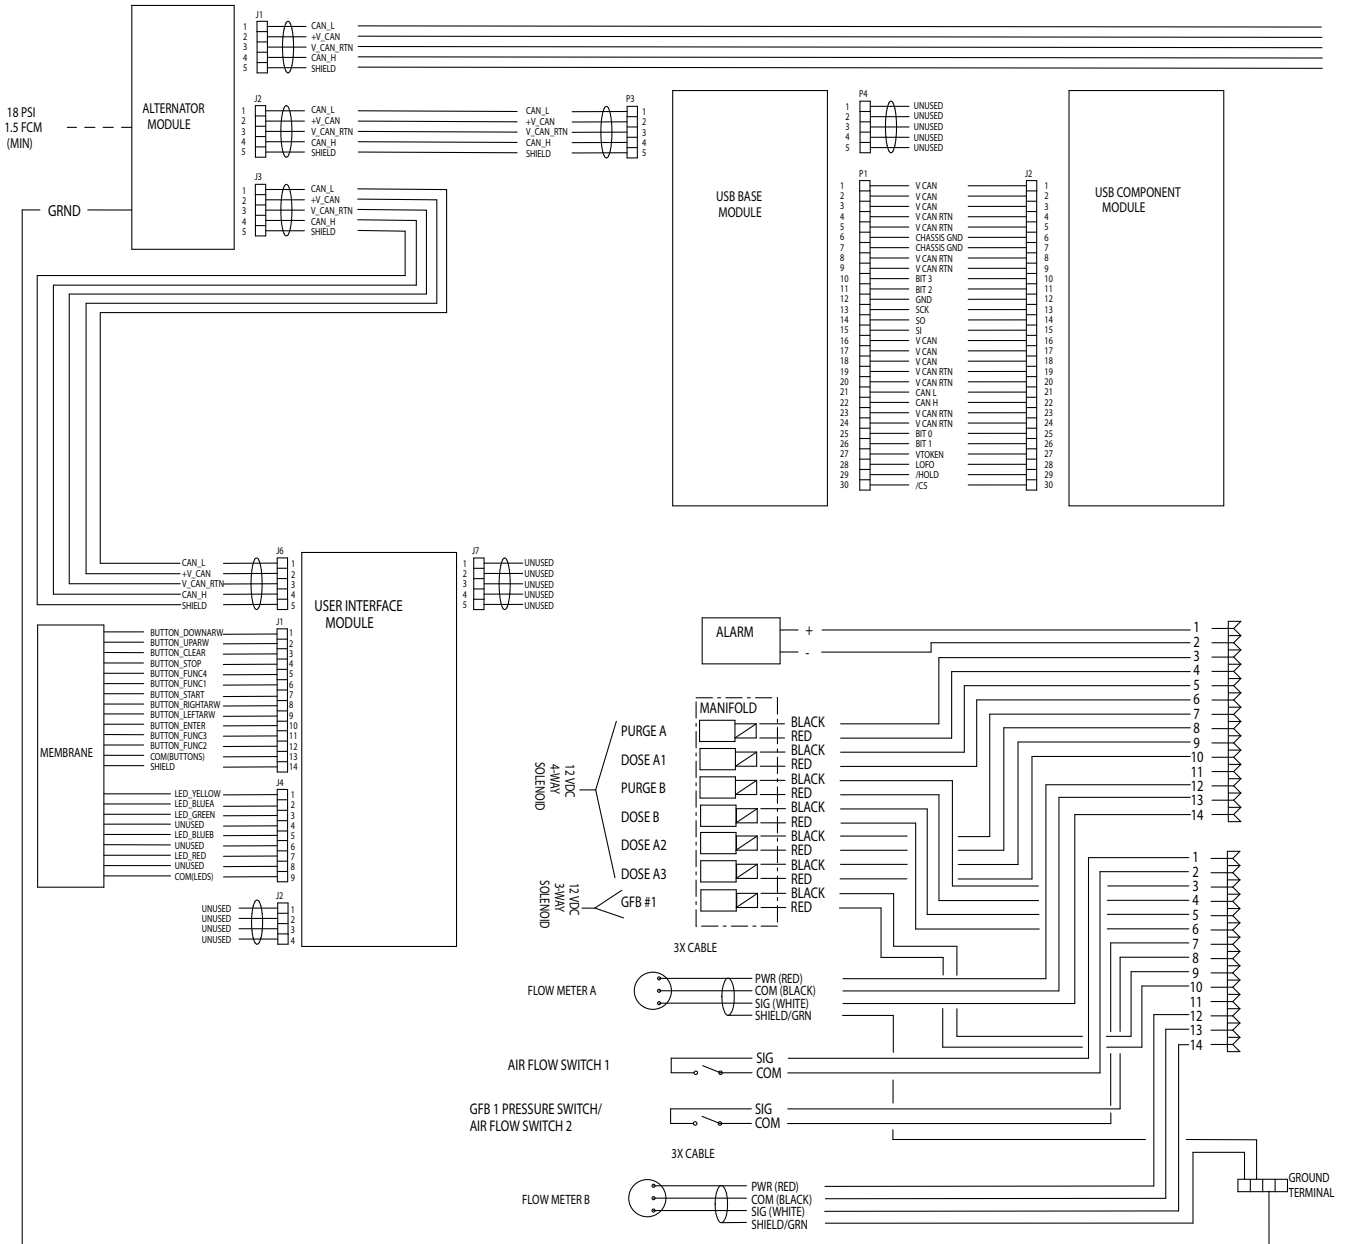 J1
1 CAN_L
2 +V_CAN
3 V_CAN_RTN
4 CAN_H
5 SHIELD
ALTERNATOR
MODULE
18 PSI
1.5 FCM
(MIN)
J2
1 CAN_L
2 +V_CAN
3 V_CAN_RTN
4 CAN_H
5 SHIELD
P3
CAN_L 1
+V_CAN 2
V_CAN_RTN 3
CAN_H 4
SHIELD 5
J3
1 CAN_L
2 +V_CAN
3 V_CAN_RTN
4 CAN_H
5 SHIELD
GRND
USB BASE
MODULE
P4
1 UNUSED
2 UNUSED
3 UNUSED
4 UNUSED
5 UNUSED
P1 J2
1 V CAN 1
2 V CAN 2
3 V CAN 3
4 V CAN RTN 4
5 V CAN RTN 5
6 CHASSIS GND 6
7 CHASSIS GND 7
8 V CAN RTN 8
9 V CAN RTN 9
10 BIT 3 10
11 BIT 2 11
12 GND 12
13 SCK 13
14 SO 14
15 SI 15
16 V CAN 16
17 V CAN 17
18 V CAN 18
19 V CAN RTN 19
20 V CAN RTN 20
21 CAN L 21
22 CAN H 22
23 V CAN RTN 23
24 V CAN RTN 24
25 BIT 0 25
26 BIT 1 26
27 VTOKEN 27
28 LOFO 28
29 /HOLD 29
30 /CS 30
USB COMPONENT
MODULE
J6
CAN_L 1
+V_CAN 2
V_CAN_RTN 3
CAN_H 4
SHIELD 5
USER INTERFACE
MODULE
J7
1 UNUSED
2 UNUSED
3 UNUSED
4 UNUSED
5 UNUSED
MEMBRANE
J1
BUTTON_DOWNARW 1
BUTTON_UPARW 2
BUTTON_CLEAR 3
BUTTON_STOP 4
BUTTON_FUNC4 5
BUTTON_FUNC1 6
BUTTON_START 7
BUTTON_RIGHTARW 8
BUTTON_LEFTARW 9
BUTTON_ENTER 10
BUTTON_FUNC3 11
BUTTON_FUNC2 12
COM(BUTTONS) 13
SHIELD 14
J4
LED_YELLOW 1
LED_BLUEA 2
LED_GREEN 3
UNUSED 4
LED_BLUEB 5
UNUSED 6
LED_RED 7
UNUSED 8
COM(LEDS) 9
J2
UNUSED 1
UNUSED 2
UNUSED 3
UNUSED 4
ALARM
+
-
MANIFOLD
12 VDC
4-WAY
SOLENOID
PURGE A BLACK
RED
DOSE A1 BLACK
RED
PURGE B BLACK
RED
DOSE B BLACK
RED
DOSE A2 BLACK
RED
DOSE A3 BLACK
RED
12 VDC
3-WAY
SOLENOID
GFB #1 BLACK
RED
1
2
3
4
5
6
7
8
9
10
11
12
13
14
1
2
3
4
5
6
7
8
9
10
11
12
13
14
3X CABLE
FLOW METER A
PWR (RED)
COM (BLACK)
SIG (WHITE)
SHIELD/GRN
AIR FLOW SWITCH 1
SIG
COM
GFB 1 PRESSURE SWITCH/
AIR FLOW SWITCH 2
SIG
COM
3X CABLE
FLOW METER B
PWR (RED)
COM (BLACK)
SIG (WHITE)
SHIELD/GRN
GROUND
TERMINAL